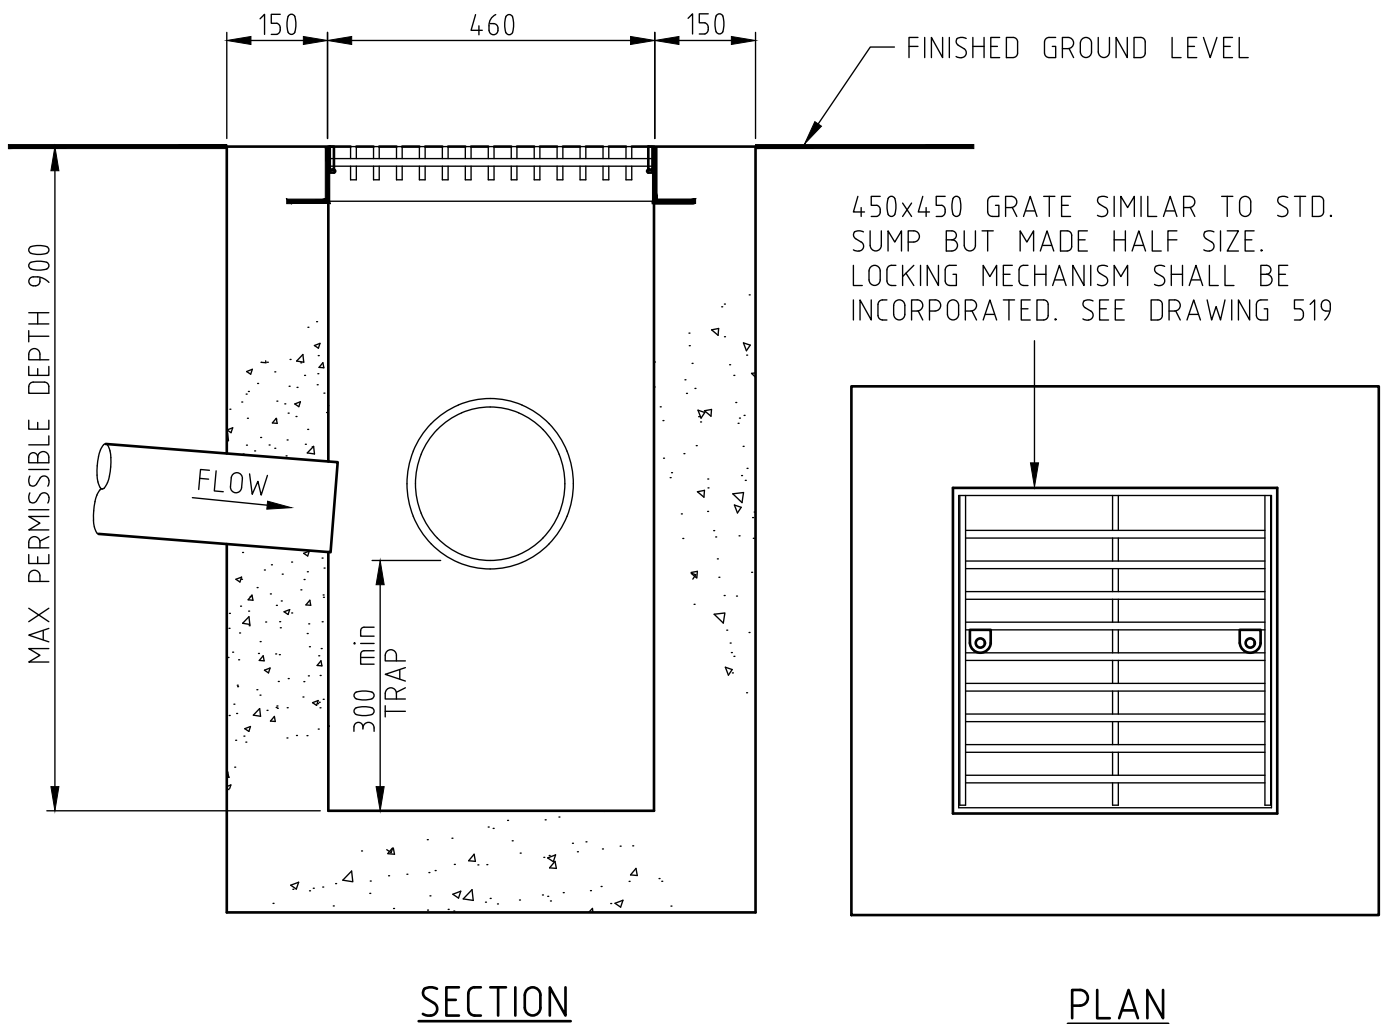 150
460
150
FINISHED GROUND LEVEL
450x450 GRATE SIMILAR TO STD.
SUMP BUT MADE HALF SIZE.
LOCKING MECHANISM SHALL BE
INCORPORATED. SEE DRAWING 519
MAX PERMISSIBLE DEPTH 900
FLOW
300 min
TRAP
SECTION
PLAN